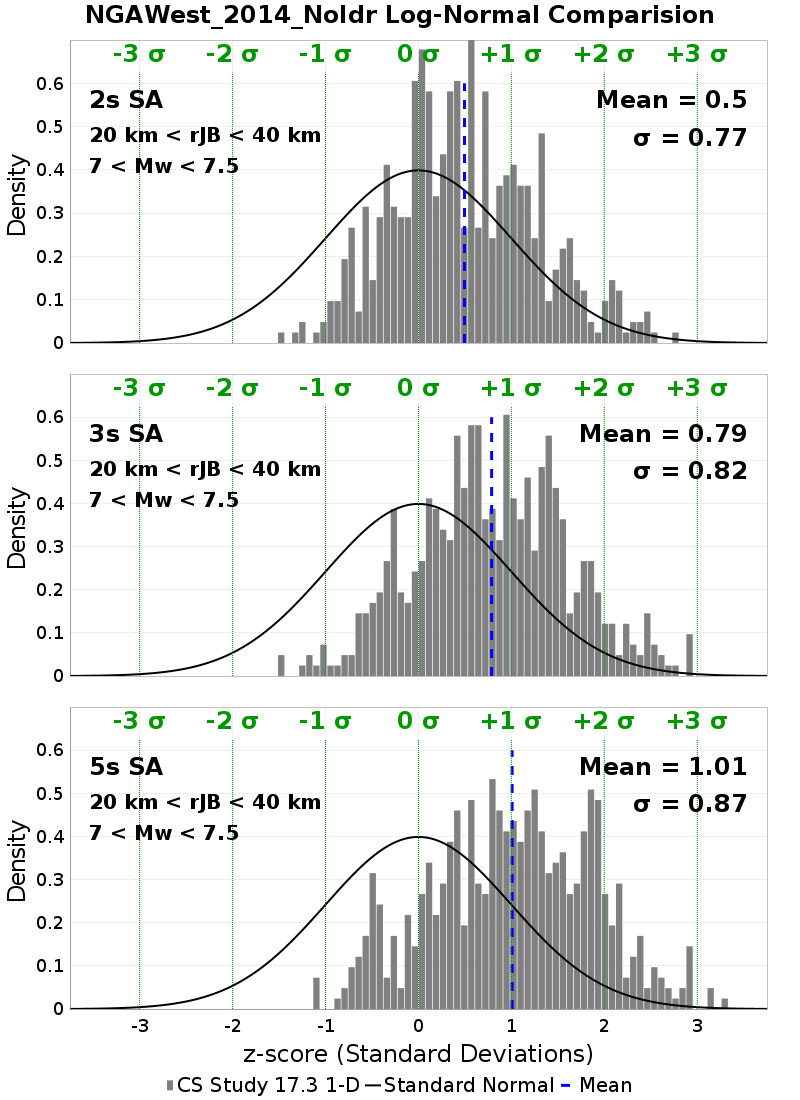 NGAWest_2014_NoIdr Log-Normal Comparision
-3 σ -2 σ -1 σ 0 σ +1 σ +2 σ +3 σ
2s SA
Mean = 0.5
20 km < rJB < 40 km
σ = 0.77
7 < Mw < 7.5
Density
0.6
0.5
0.4
0.3
0.2
0.1
0
-3 σ -2 σ -1 σ 0 σ +1 σ +2 σ +3 σ
3s SA
Mean = 0.79
20 km < rJB < 40 km
σ = 0.82
7 < Mw < 7.5
Density
0.6
0.5
0.4
0.3
0.2
0.1
0
-3 σ -2 σ -1 σ 0 σ +1 σ +2 σ +3 σ
5s SA
Mean = 1.01
20 km < rJB < 40 km
σ = 0.87
7 < Mw < 7.5
Density
0.6
0.5
0.4
0.3
0.2
0.1
0
-3 -2 -1 0 1 2 3
z-score (Standard Deviations)
CS Study 17.3 1-D Standard Normal Mean